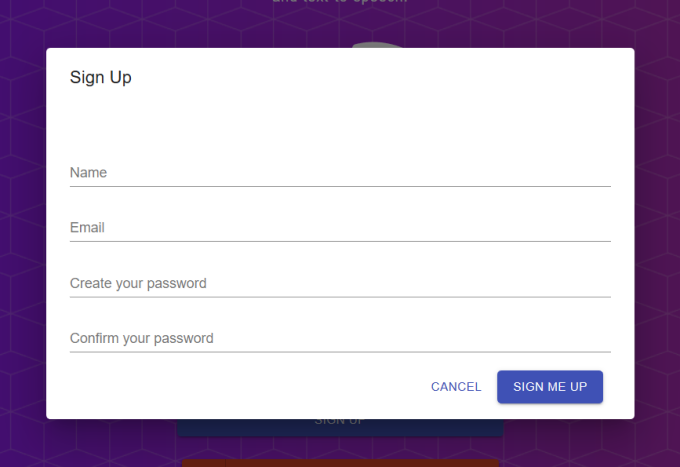 and text to speech.
Sign Up
Name
Email
Create your password
Confirm your password
CANCEL
SIGN ME UP
SIGN UP